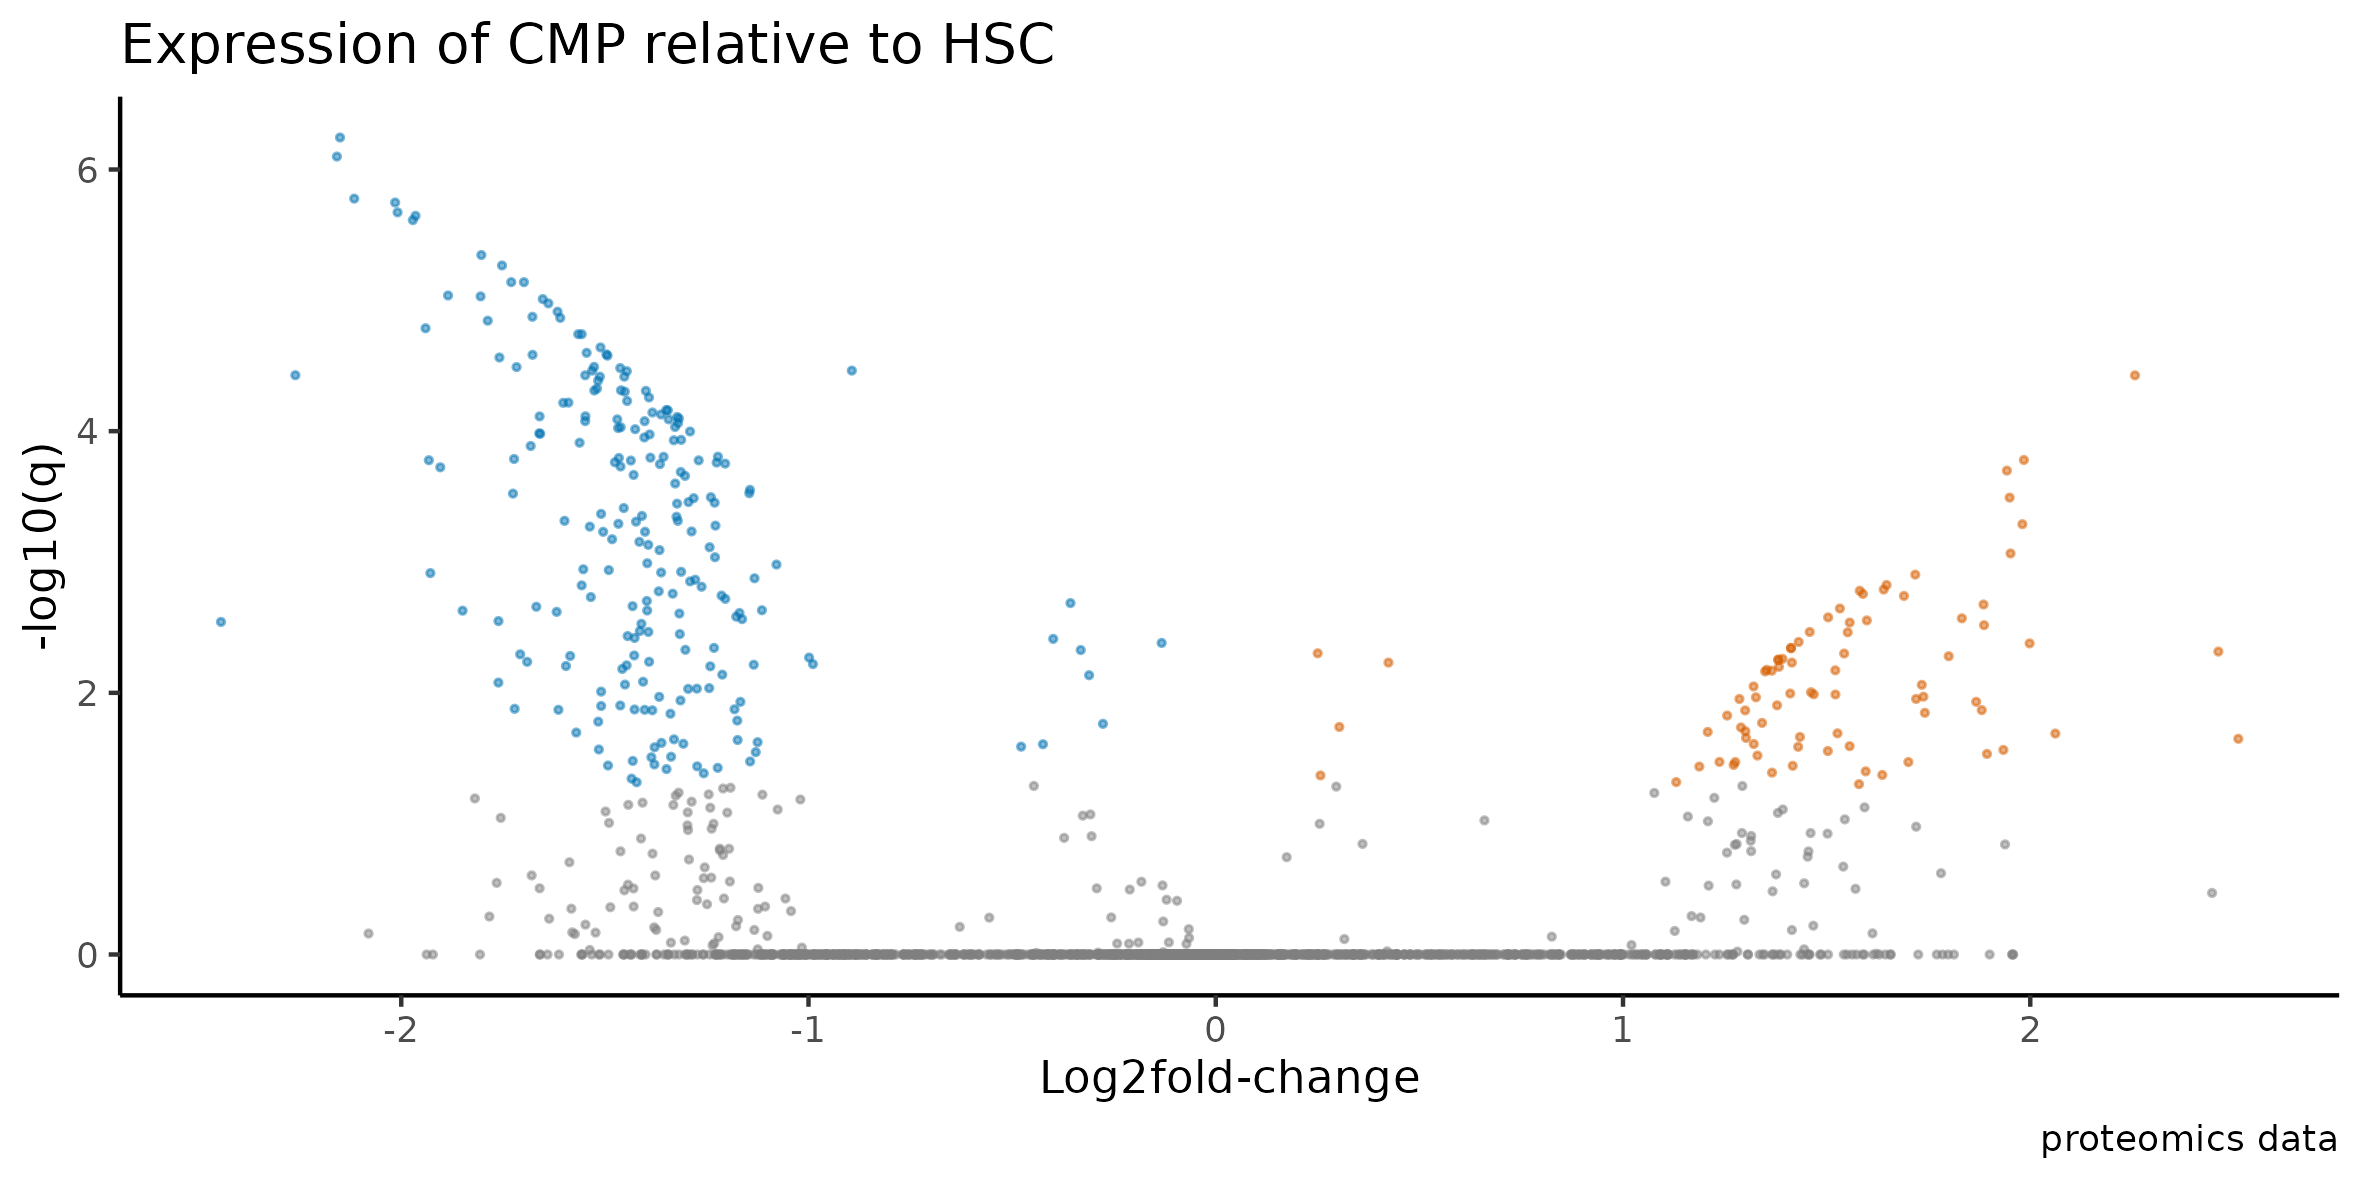 Expression of CMP relative to HSC
-log10(q)
6
4
2
0
-2 -1 0 1 2
Log2fold-change
proteomics data